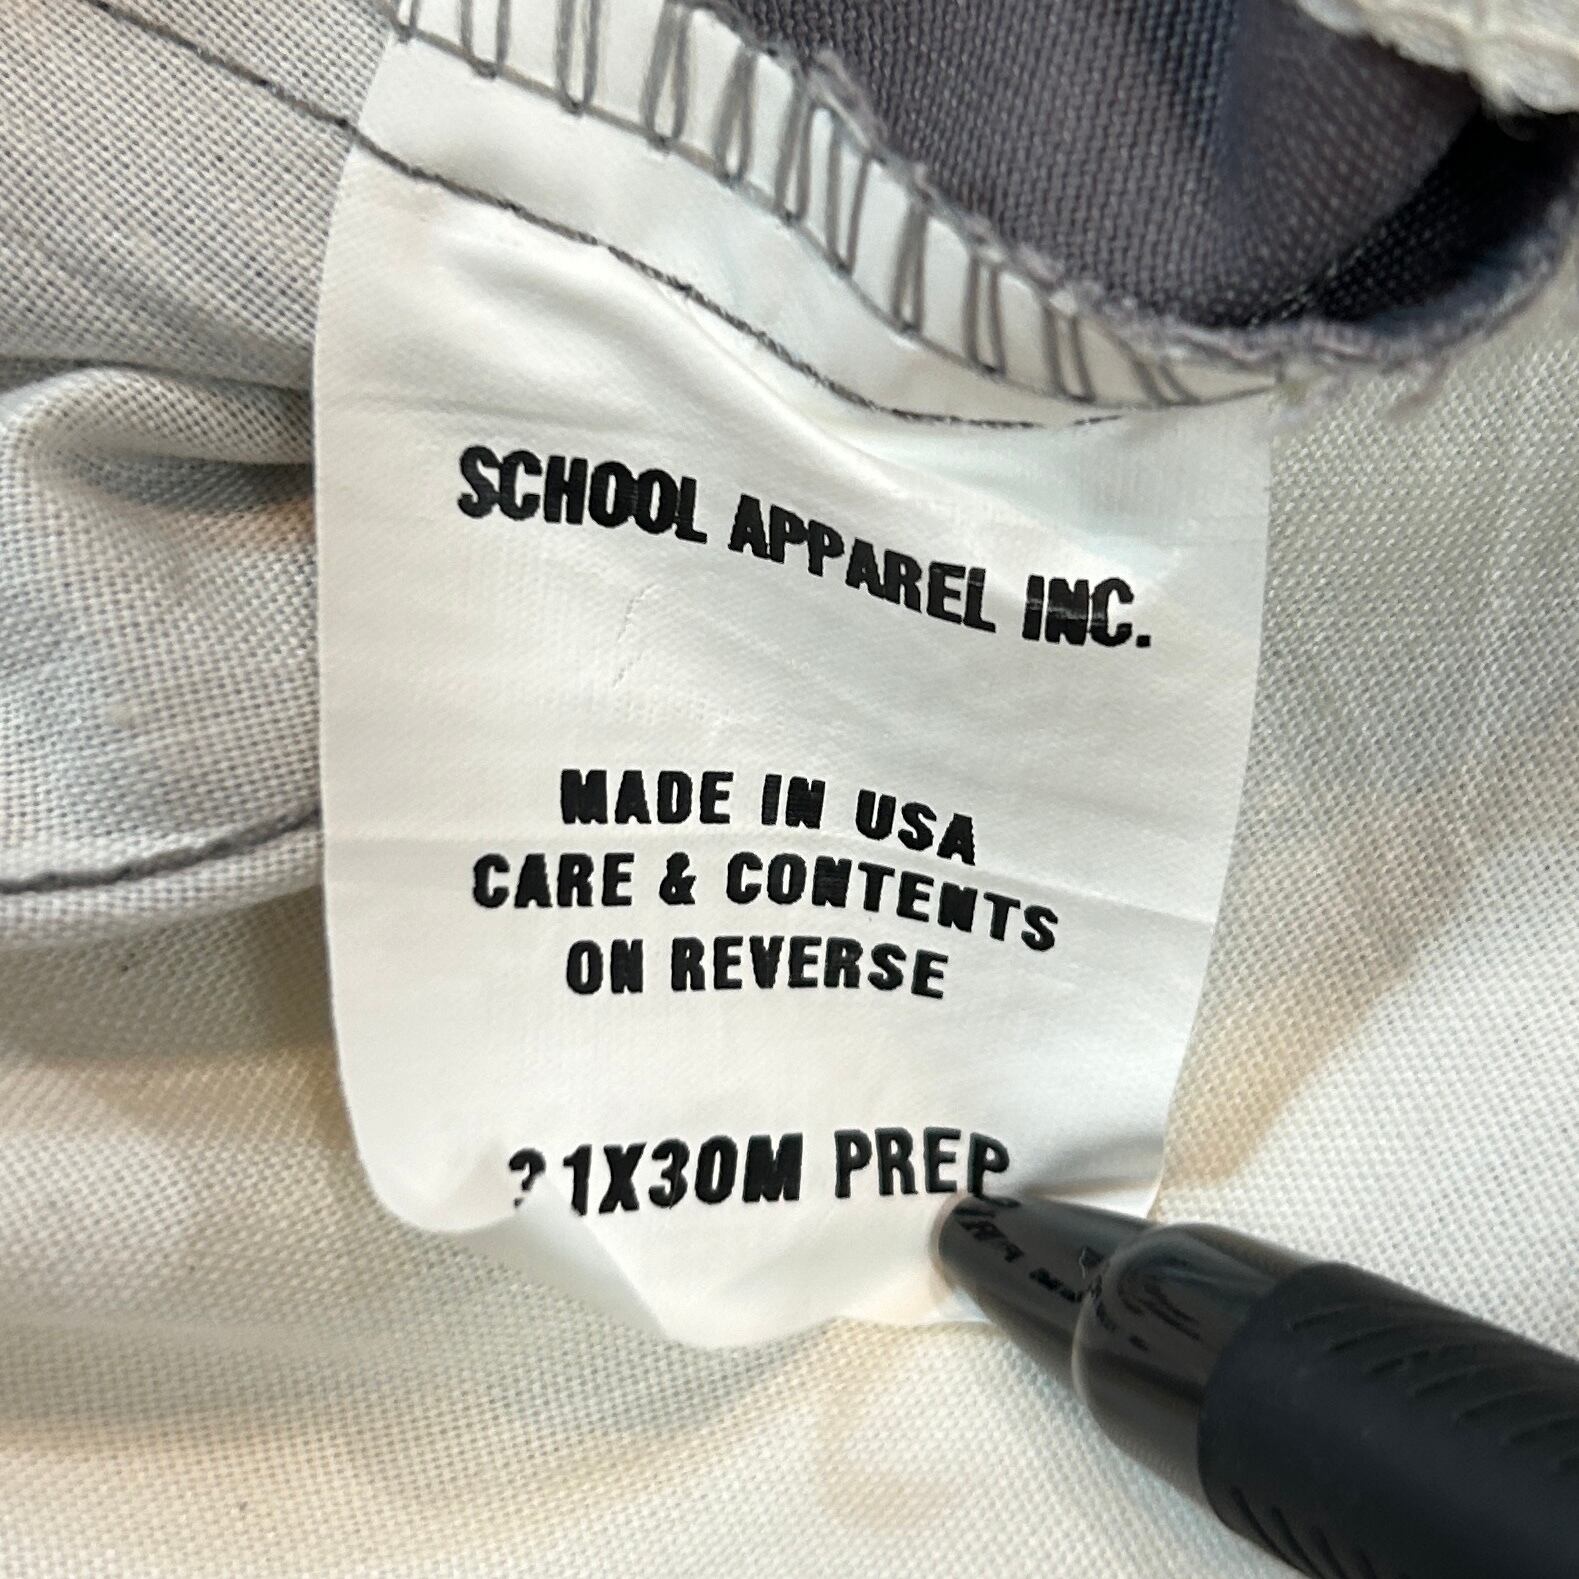 SCHOOL APPAREL INC.
MADE IN USA
CARE & CONTENTS
ON REVERSE
PREP